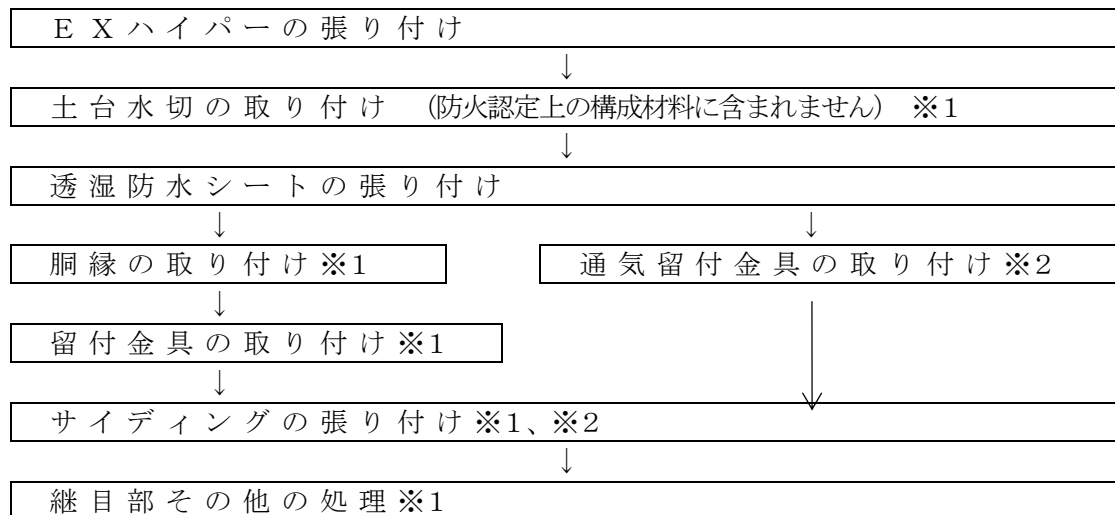 ＥＸハイパーの張り付け
↓
土台水切の取り付け　（防火認定上の構成材料に含まれません）　※１
↓
透湿防水シートの張り付け
↓　↓
胴縁の取り付け※１　通気留付金具の取り付け※２
↓
留付金具の取り付け※１
↓
サイディングの張り付け※１、※２
↓
継目部その他の処理※１